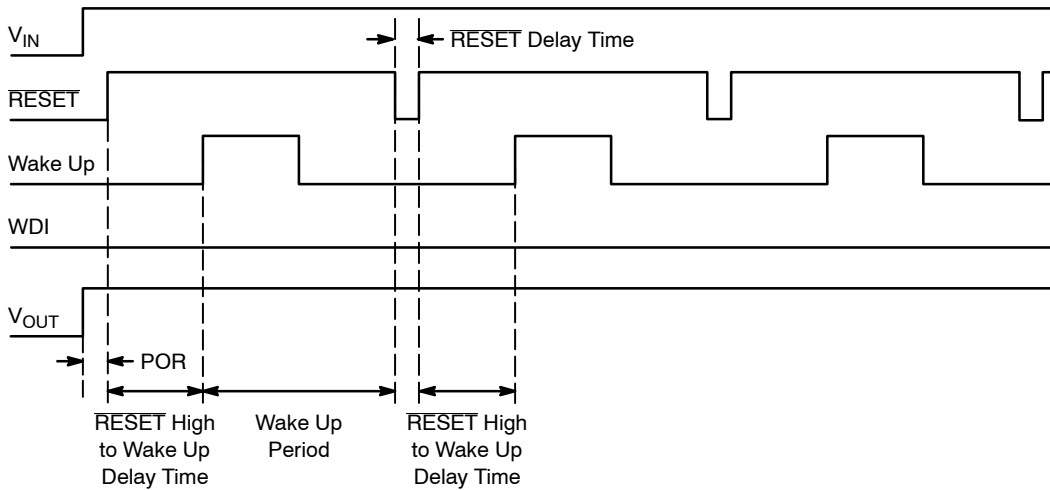 V_IN
RESET Delay Time
RESET
Wake Up
WDI
V_OUT
POR
RESET High
to Wake Up
Delay Time
Wake Up
Period
RESET High
to Wake Up
Delay Time